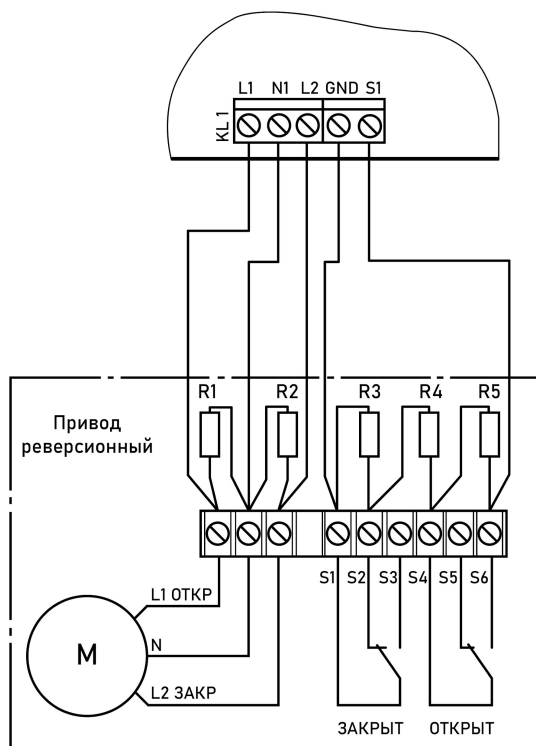 L1 N1 L2 GND S1
KL1
R1 R2 R3 R4 R5
Привод
реверсионный
S1 S2 S3 S4 S5 S6
L1 ОТКР
M
N
L2 ЗАКР
ЗАКРЫТ ОТКРЫТ